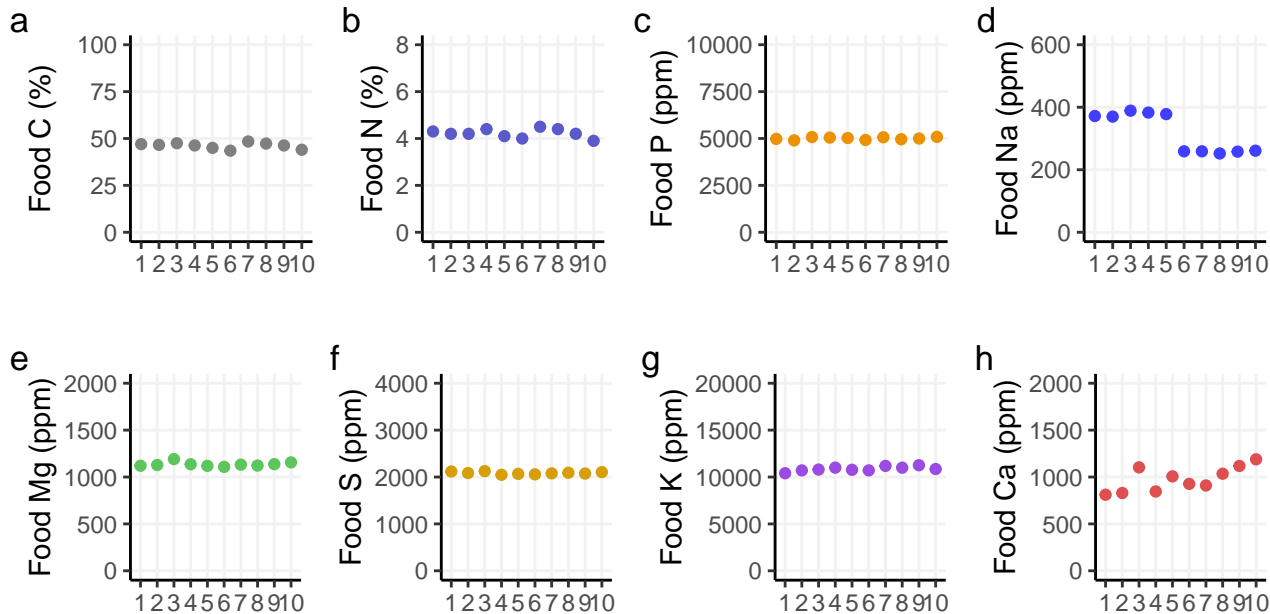 a
Food C (%)
100
75
50
25
0
1 2 3 4 5 6 7 8 9 10
b
Food N (%)
8
6
4
2
0
1 2 3 4 5 6 7 8 9 10
c
Food P (ppm)
10000
7500
5000
2500
0
1 2 3 4 5 6 7 8 9 10
d
Food Na (ppm)
600
400
200
0
1 2 3 4 5 6 7 8 9 10
e
Food Mg (ppm)
2000
1500
1000
500
0
1 2 3 4 5 6 7 8 9 10
f
Food S (ppm)
4000
3000
2000
1000
0
1 2 3 4 5 6 7 8 9 10
g
Food K (ppm)
20000
15000
10000
5000
0
1 2 3 4 5 6 7 8 9 10
h
Food Ca (ppm)
2000
1500
1000
500
0
1 2 3 4 5 6 7 8 9 10